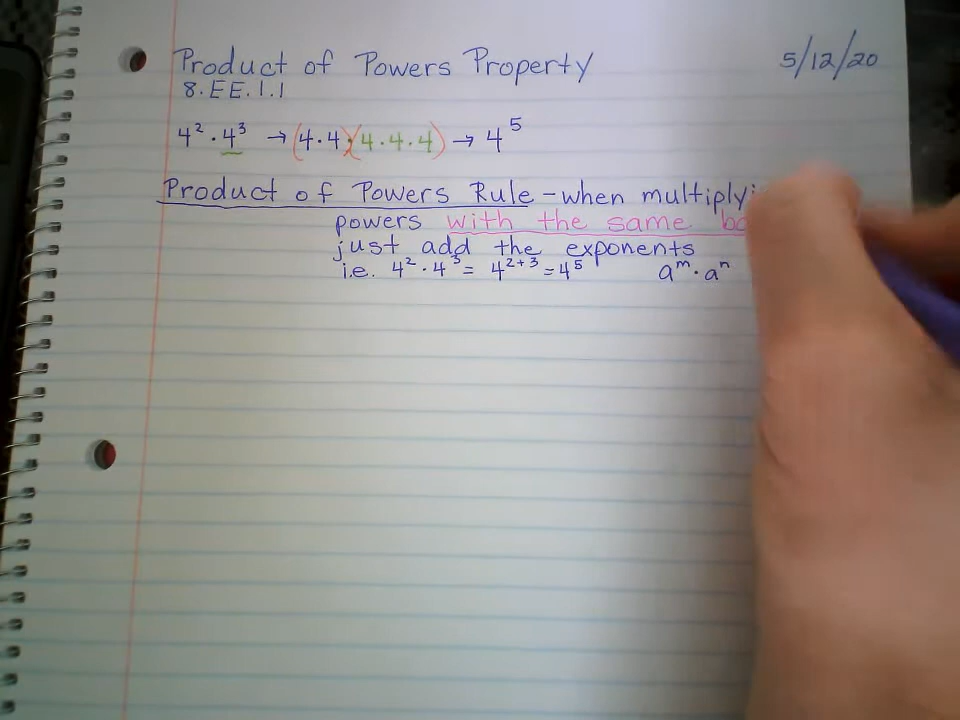 Product of Powers Property 5/12/20
8.EE.1.1
4² · 4³ → (4·4)·(4·4·4) → 4⁵
Product of Powers Rule - when
powers with the same
just add the exponents
i.e. 4² · 4³ = 4²⁺³ = 4⁵ aᵐ · aⁿ